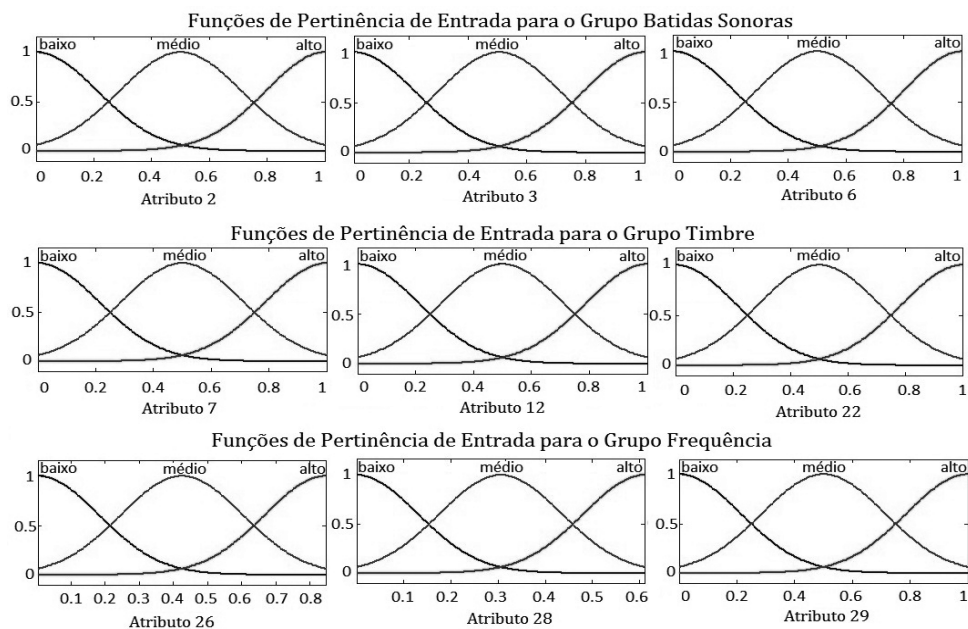 Funções de Pertinência de Entrada para o Grupo Batidas Sonoras
baixo médio alto
baixo médio alto
baixo médio alto
1
0.5
0
1
0.5
0
1
0.5
0
0 0.2 0.4 0.6 0.8 1
0 0.2 0.4 0.6 0.8 1
0 0.2 0.4 0.6 0.8 1
Atributo 2
Atributo 3
Atributo 6
Funções de Pertinência de Entrada para o Grupo Timbre
baixo médio alto
baixo médio alto
baixo médio alto
1
0.5
0
1
0.5
0
1
0.5
0
0 0.2 0.4 0.6 0.8 1
0 0.2 0.4 0.6 0.8 1
0 0.2 0.4 0.6 0.8 1
Atributo 7
Atributo 12
Atributo 22
Funções de Pertinência de Entrada para o Grupo Frequência
baixo médio alto
baixo médio alto
baixo médio alto
1
0.5
0
1
0.5
0
1
0.5
0
0.1 0.2 0.3 0.4 0.5 0.6 0.7 0.8
0.1 0.2 0.3 0.4 0.5 0.6
0 0.2 0.4 0.6 0.8 1
Atributo 26
Atributo 28
Atributo 29